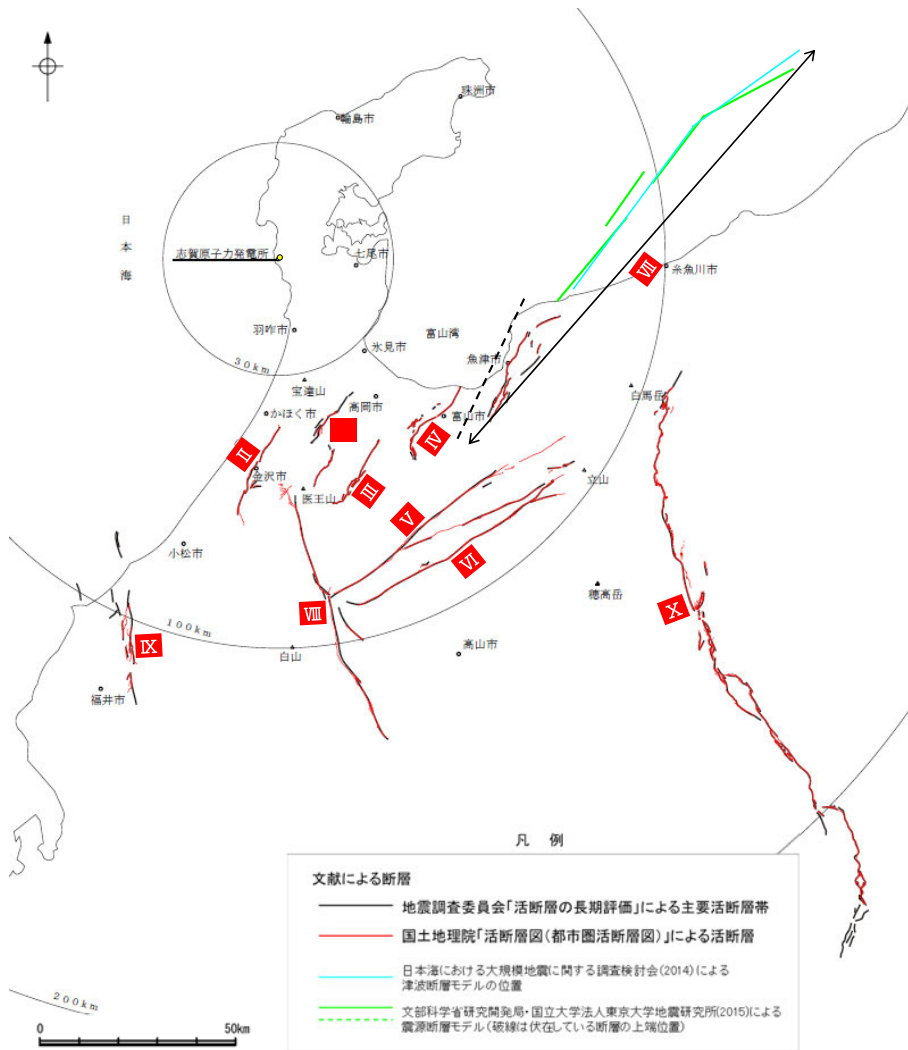 珠洲市
輪島市
日本海
志賀原子力発電所
七尾市
Ⅶ
糸魚川市
羽咋市
富山湾
氷見市
魚津市
30km
宝達山
高岡市
白馬岳
かほく市
富山市
Ⅳ
Ⅱ
金沢市
医王山
Ⅲ
立山
Ⅴ
小松市
Ⅵ
穂高岳
Ⅷ
Ⅹ
100km
Ⅸ
白山
高山市
福井市
凡 例
文献による断層
地震調査委員会「活断層の長期評価」による主要活断層帯
国土地理院「活断層図(都市圏活断層図)」による活断層
日本海における大規模地震に関する調査検討会(2014)による
津波断層モデルの位置
文部科学省研究開発局・国立大学法人東京大学地震研究所(2015)による
震源断層モデル(破線は伏在している断層の上端位置)
200km
0 50km